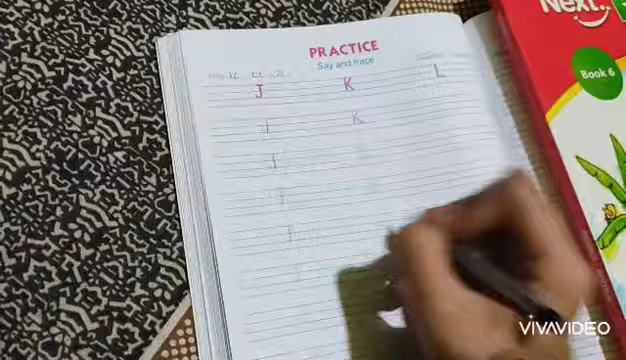 Next
Book 6
PRACTICE
Say and trace
J K L
J K
J
VIVAVIDEO